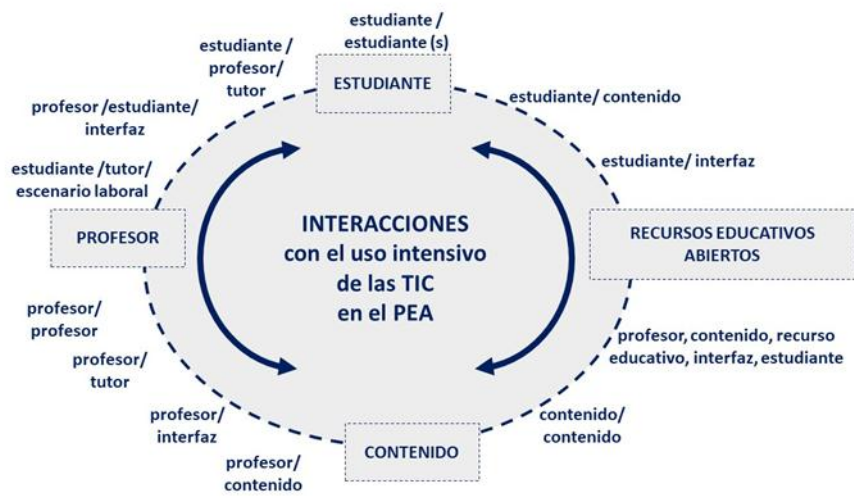 estudiante /
estudiante (s)
estudiante /
profesor/
tutor
ESTUDIANTE
estudiante/ contenido
profesor /estudiante/
interfaz
estudiante/ interfaz
estudiante /tutor/
escenario laboral
PROFESOR
INTERACCIONES
con el uso intensivo
de las TIC
en el PEA
RECURSOS EDUCATIVOS
ABIERTOS
profesor/
profesor
profesor, contenido, recurso
educativo, interfaz, estudiante
profesor/
tutor
profesor/
interfaz
contenido/
contenido
CONTENIDO
profesor/
contenido